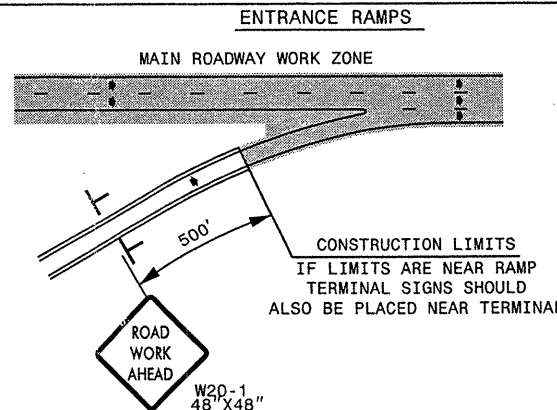 ENTRANCE RAMPS
MAIN ROADWAY WORK ZONE
500'
CONSTRUCTION LIMITS
IF LIMITS ARE NEAR RAMP
TERMINAL SIGNS SHOULD
ALSO BE PLACED NEAR TERMINAL
ROAD
WORK
AHEAD
W20-1
48"X48"